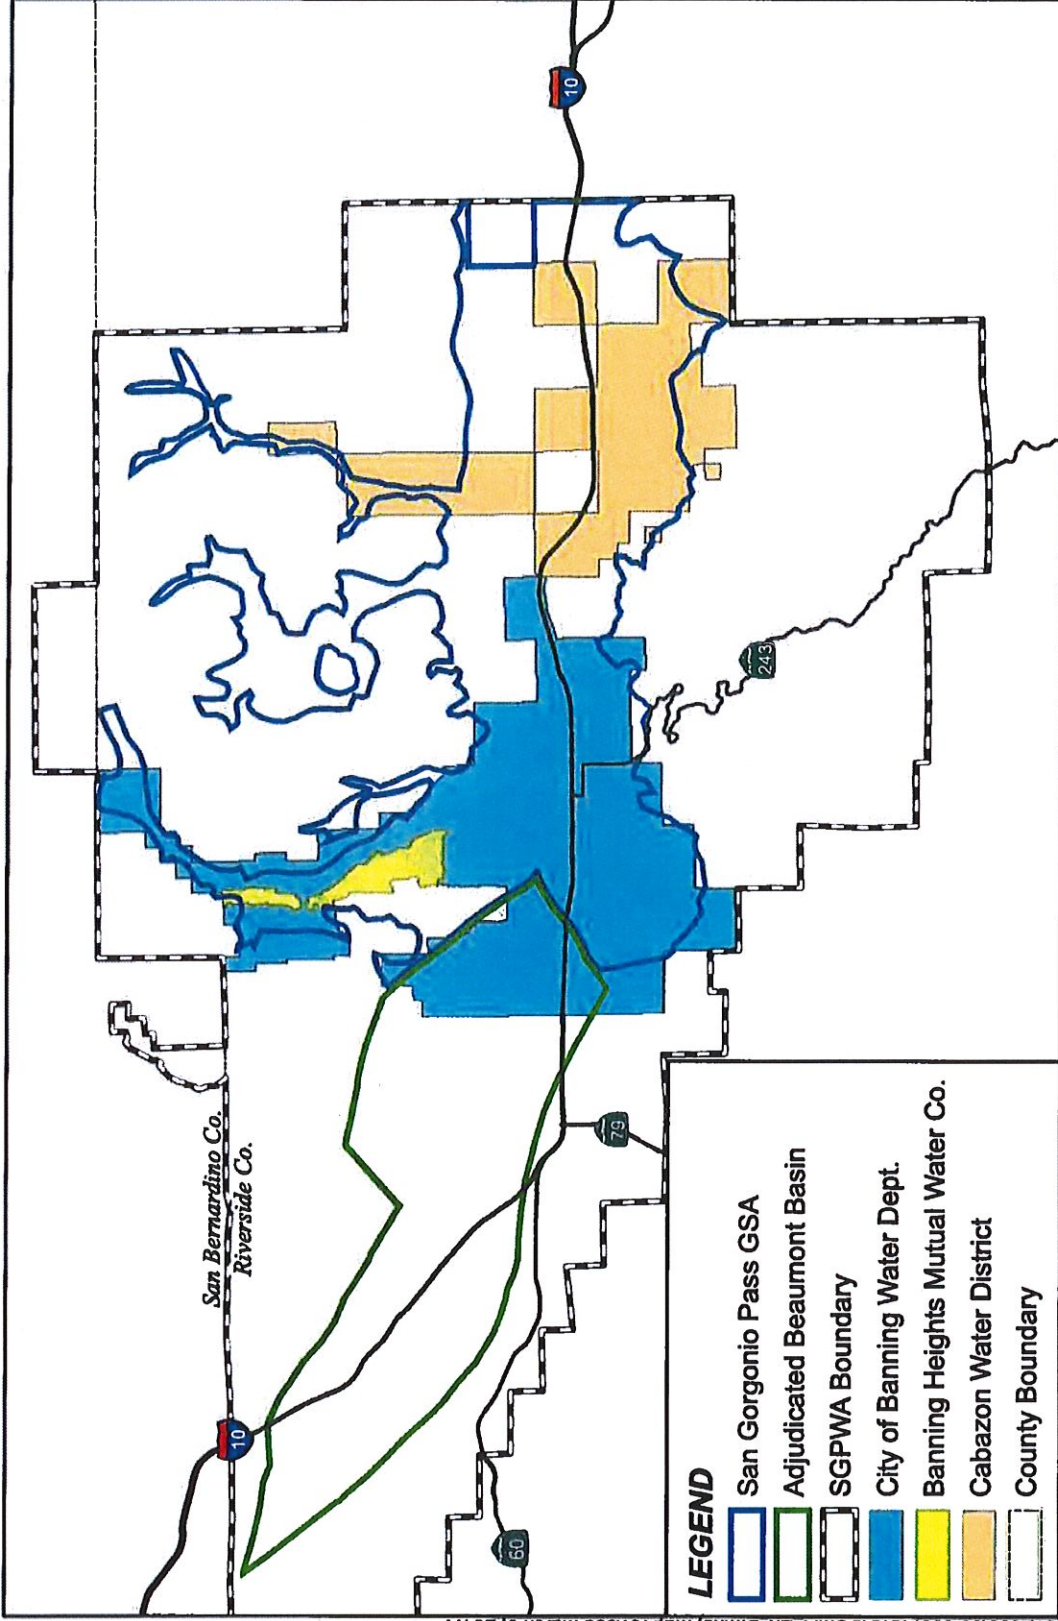 San Bernardino Co.
Riverside Co.
10
10
60
79
243
LEGEND
San Gorgonio Pass GSA
Adjudicated Beaumont Basin
SGPWA Boundary
City of Banning Water Dept.
Banning Heights Mutual Water Co.
Cabazon Water District
County Boundary